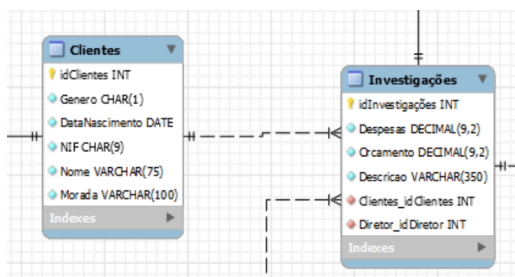 Clientes
idClientes INT
Genero CHAR(1)
DataNascimento DATE
NIF CHAR(9)
Nome VARCHAR(75)
Morada VARCHAR(100)
Indexes
Investigações
idInvestigações INT
Despesas DECIMAL(9,2)
Orcamento DECIMAL(9,2)
Descricao VARCHAR(350)
Clientes_idClientes INT
Diretor_idDiretor INT
Indexes